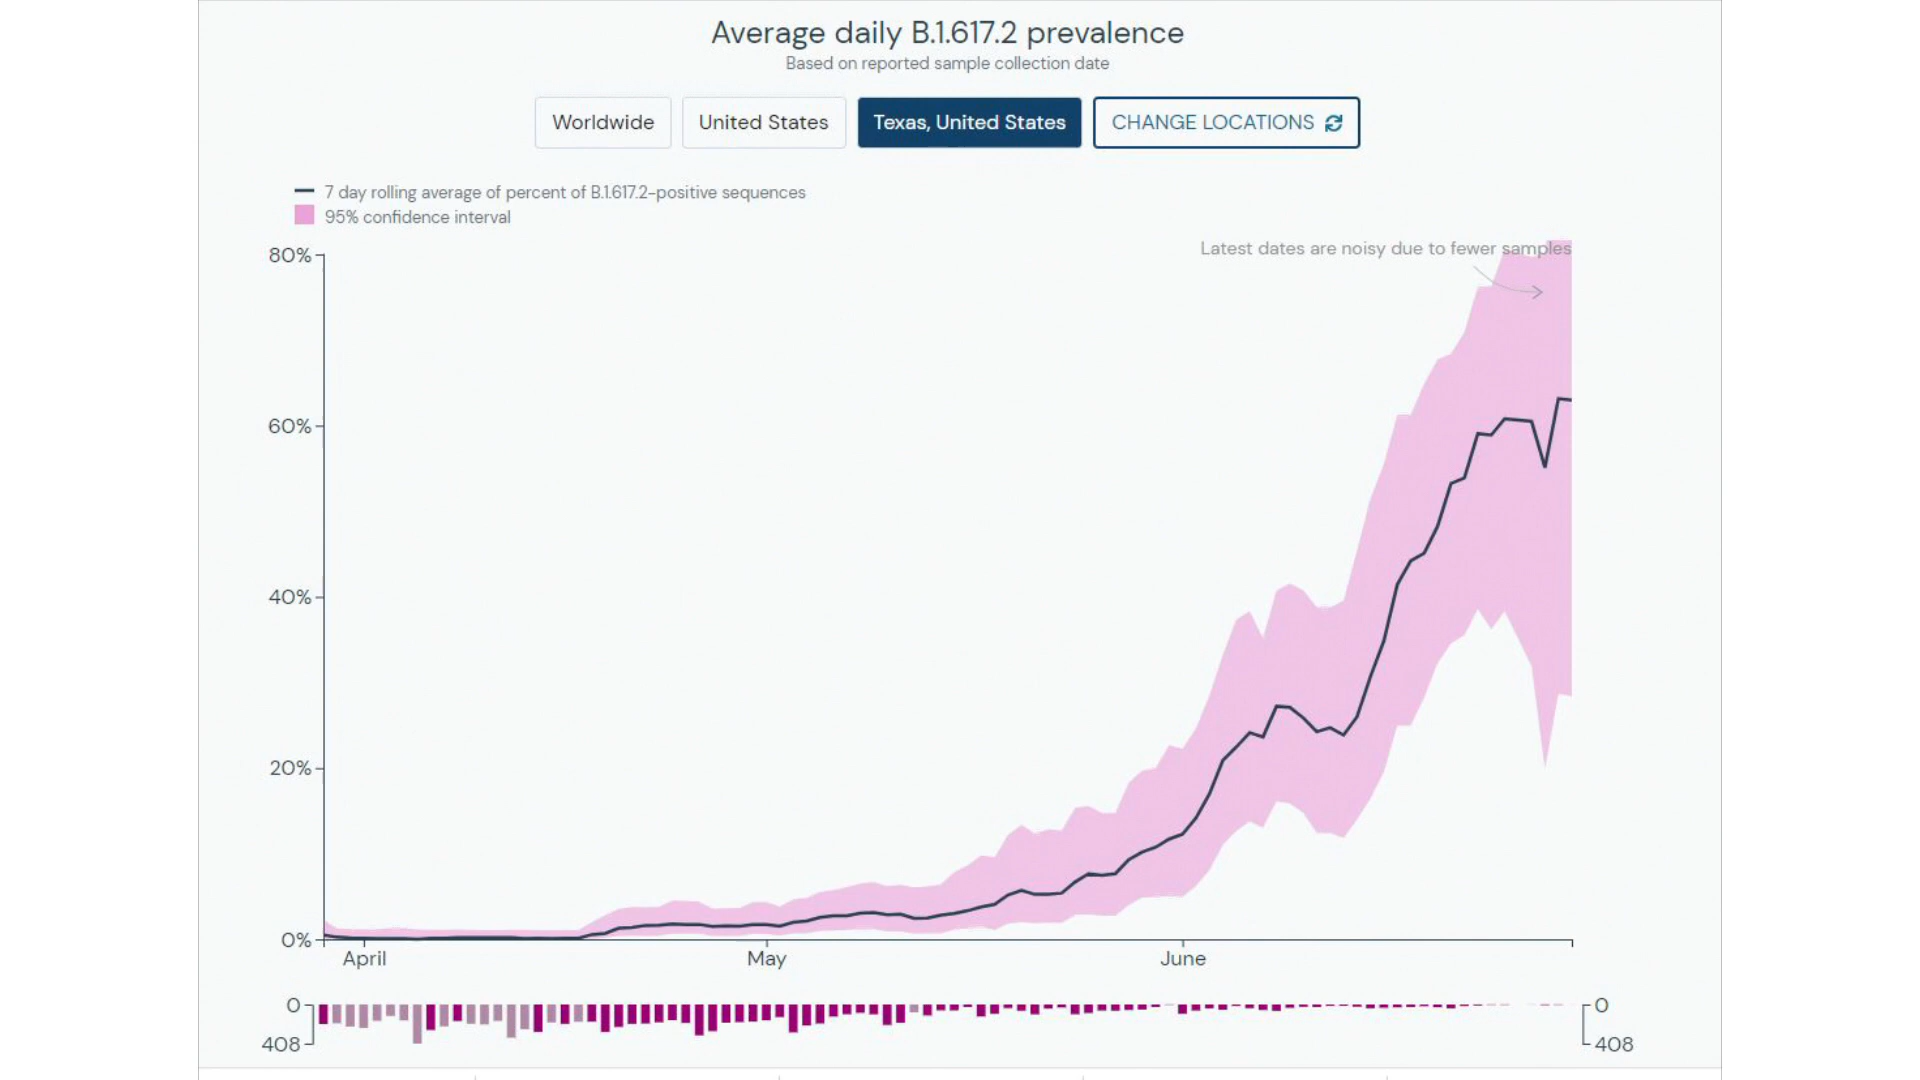 Average daily B.1.617.2 prevalence
Based on reported sample collection date
Worldwide United States Texas, United States CHANGE LOCATIONS
7 day rolling average of percent of B.1.617.2-positive sequences
95% confidence interval
Latest dates are noisy due to fewer samples
80%
60%
40%
20%
0%
April May June
0 0
408 408